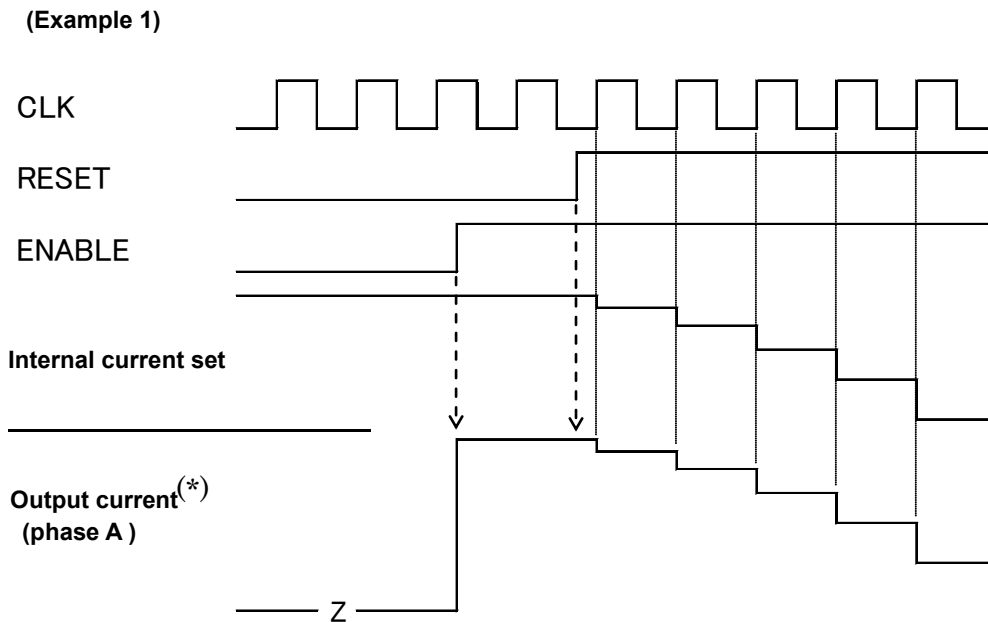 (Example 1)
CLK
RESET
ENABLE
Internal current set
Output current(*)
(phase A )
Z